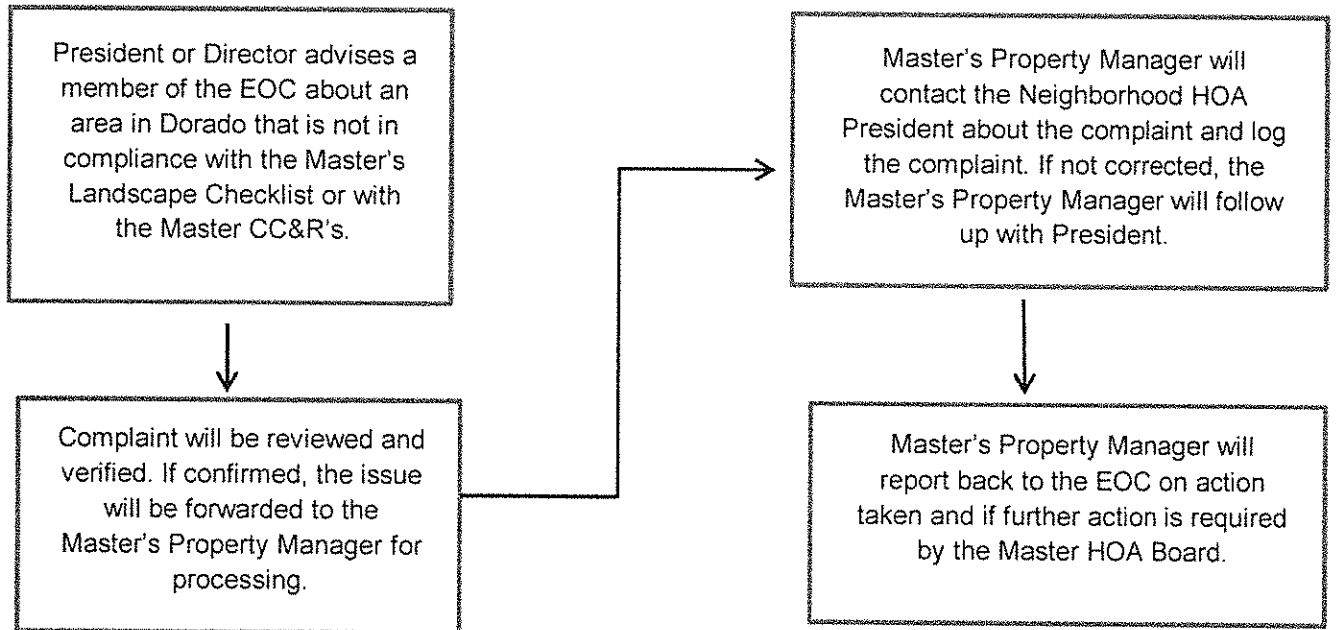 President or Director advises a
member of the EOC about an
area in Dorado that is not in
compliance with the Master's
Landscape Checklist or with
the Master CC&R's.
Complaint will be reviewed and
verified. If confirmed, the issue
will be forwarded to the
Master's Property Manager for
processing.
Master's Property Manager will
contact the Neighborhood HOA
President about the complaint and log
the complaint. If not corrected, the
Master's Property Manager will follow
up with President.
Master's Property Manager will
report back to the EOC on action
taken and if further action is required
by the Master HOA Board.